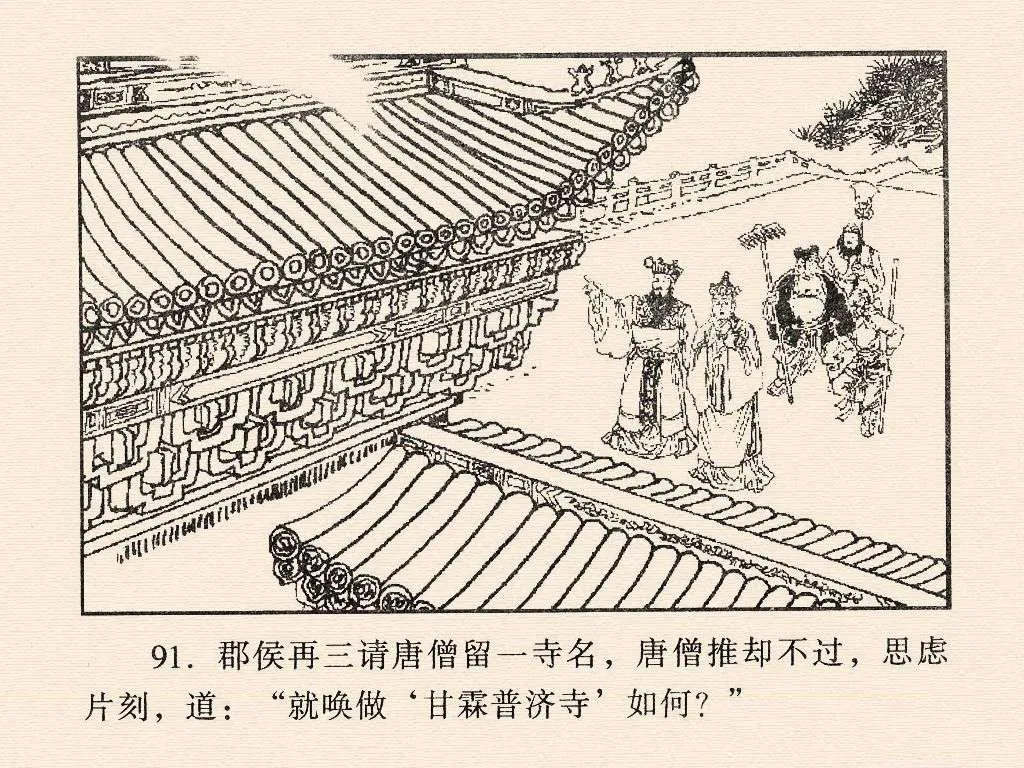 91. 郡侯再三请唐僧留一寺名，唐僧推却不过，思虑
片刻，道：“就唤做‘甘霖普济寺’如何？”